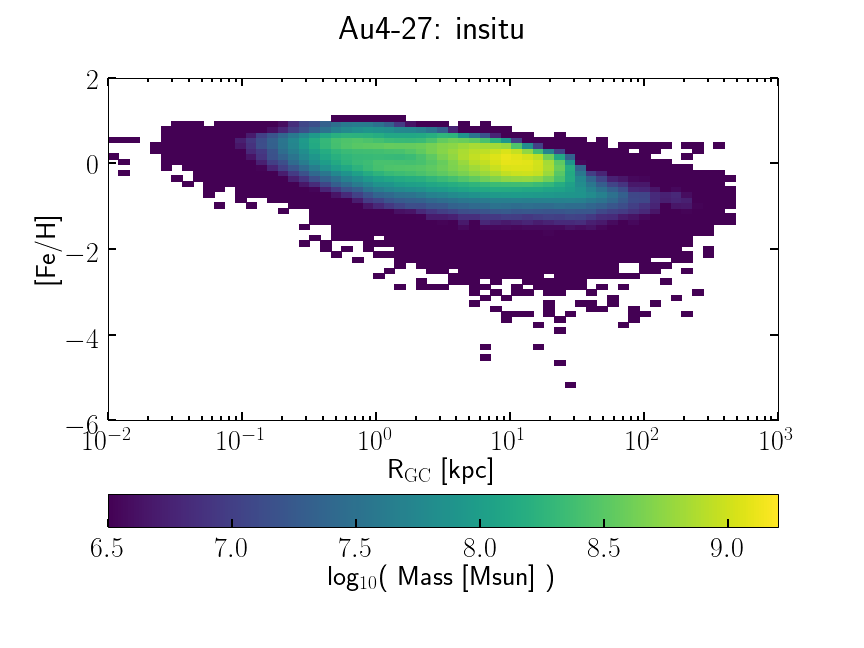 Au4-27: insitu
2
0
−2
−4
−6
[Fe/H]
10⁻² 10⁻¹ 10⁰ 10¹ 10² 10³
R_GC [kpc]
6.5 7.0 7.5 8.0 8.5 9.0
log₁₀( Mass [Msun] )